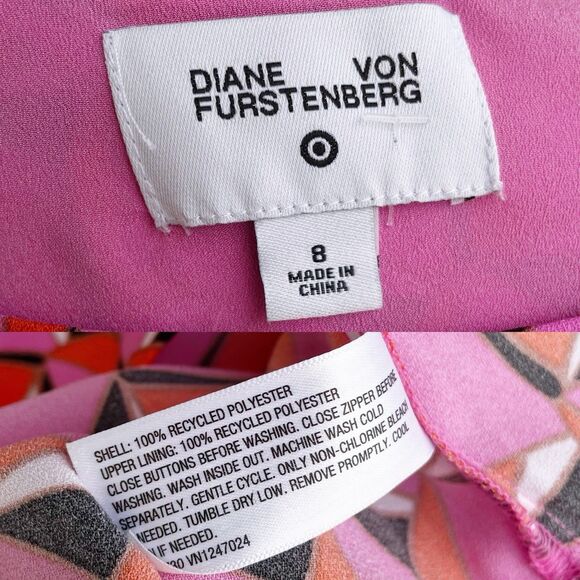 DIANE VON
FURSTENBERG
8
MADE IN
CHINA
SHELL: 100% RECYCLED POLYESTER
UPPER LINING: 100% RECYCLED POLYESTER
CLOSE BUTTONS BEFORE WASHING. CLOSE ZIPPER BEFORE
WASHING. WASH INSIDE OUT. MACHINE WASH COLD
SEPARATELY. GENTLE CYCLE. ONLY NON-CHLORINE BLEACH
NEEDED. TUMBLE DRY LOW. REMOVE PROMPTLY. COOL
IF NEEDED.
VN1247024